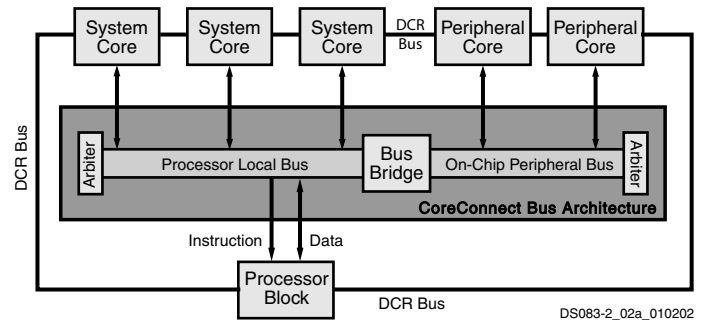 System Core
System Core
System Core
DCR Bus
Peripheral Core
Peripheral Core
DCR Bus
Arbiter
Processor Local Bus
Bus Bridge
On-Chip Peripheral Bus
Arbiter
CoreConnect Bus Architecture
Instruction
Data
Processor Block
DCR Bus
DS083-2_02a_010202